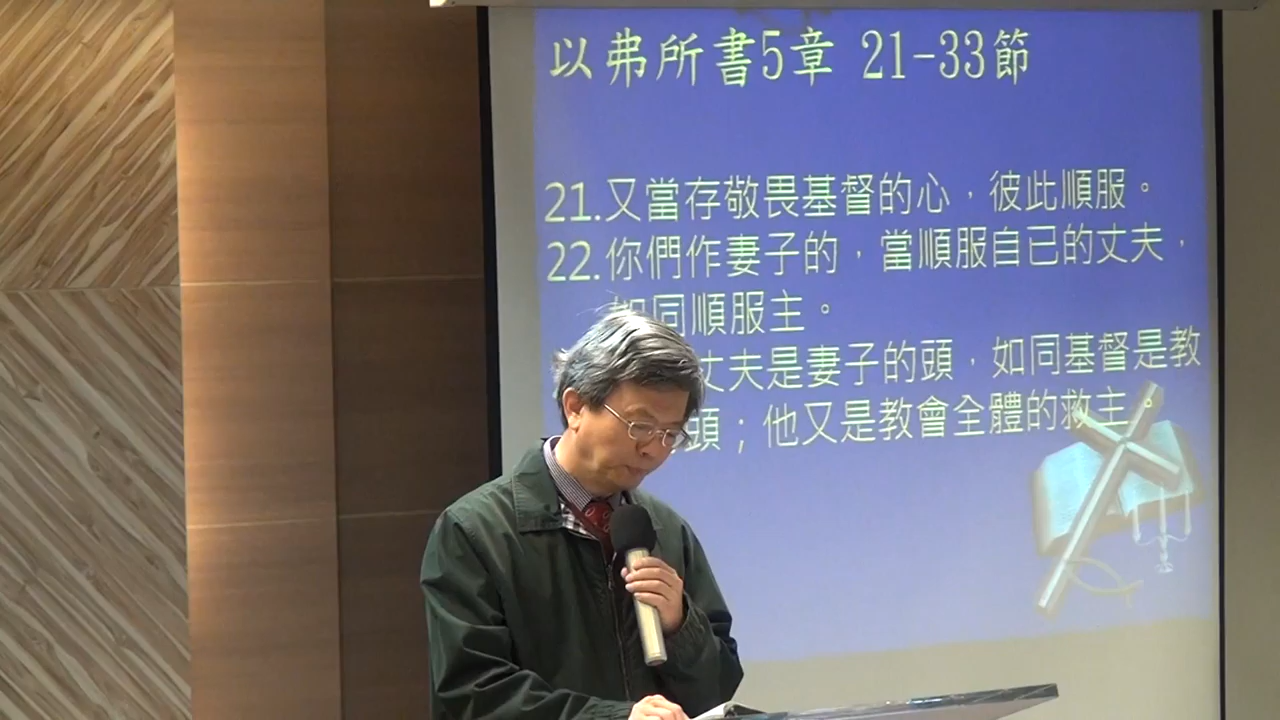 以弗所書5章 21-33節
21.又當存敬畏基督的心，彼此順服。
22.你們作妻子的，當順服自已的丈夫，
如同順服主。
丈夫是妻子的頭，如同基督是教
頭；他又是教會全體的救主。